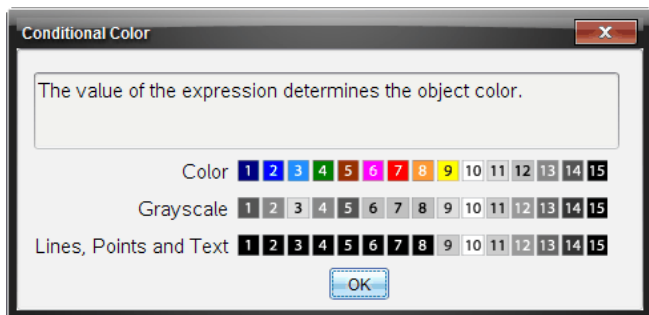 Conditional Color
The value of the expression determines the object color.
Color 1 2 3 4 5 6 7 8 9 10 11 12 13 14 15
Grayscale 1 2 3 4 5 6 7 8 9 10 11 12 13 14 15
Lines, Points and Text 1 2 3 4 5 6 7 8 9 10 11 12 13 14 15
OK